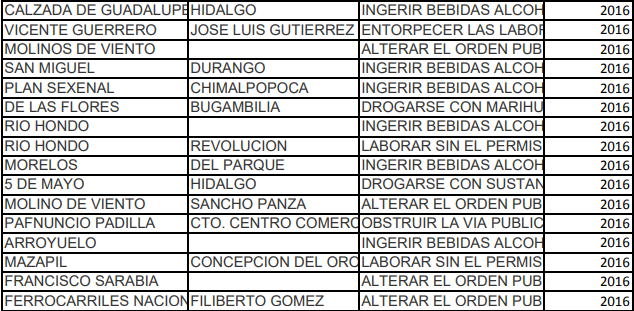 CALZADA DE GUADALUPE HIDALGO INGERIR BEBIDAS ALCOH 2016
VICENTE GUERRERO JOSE LUIS GUTIERREZ ENTORPECER LAS LABOR 2016
MOLINOS DE VIENTO ALTERAR EL ORDEN PUB 2016
SAN MIGUEL DURANGO INGERIR BEBIDAS ALCOH 2016
PLAN SEXENAL CHIMALPOPOCA INGERIR BEBIDAS ALCOH 2016
DE LAS FLORES BUGAMBILIA DROGARSE CON MARIHU 2016
RIO HONDO INGERIR BEBIDAS ALCOH 2016
RIO HONDO REVOLUCION LABORAR SIN EL PERMIS 2016
MORELOS DEL PARQUE INGERIR BEBIDAS ALCOH 2016
5 DE MAYO HIDALGO DROGARSE CON SUSTAN 2016
MOLINO DE VIENTO SANCHO PANZA ALTERAR EL ORDEN PUB 2016
PAFNUNCIO PADILLA CTO. CENTRO COMERC OBSTRUIR LA VIA PUBLIC 2016
ARROYUELO INGERIR BEBIDAS ALCOH 2016
MAZAPIL CONCEPCION DEL ORO LABORAR SIN EL PERMIS 2016
FRANCISCO SARABIA ALTERAR EL ORDEN PUB 2016
FERROCARRILES NACION FILIBERTO GOMEZ ALTERAR EL ORDEN PUB 2016